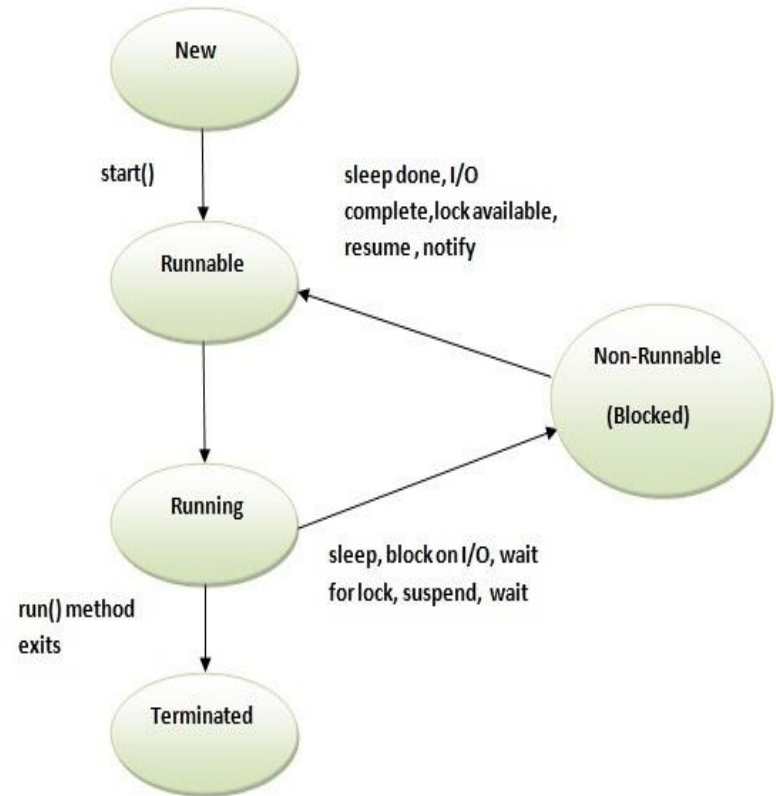 New
start()
sleep done, I/O
complete,lock available,
resume , notify
Runnable
Non-Runnable
(Blocked)
Running
sleep, block on I/O, wait
for lock, suspend, wait
run() method
exits
Terminated